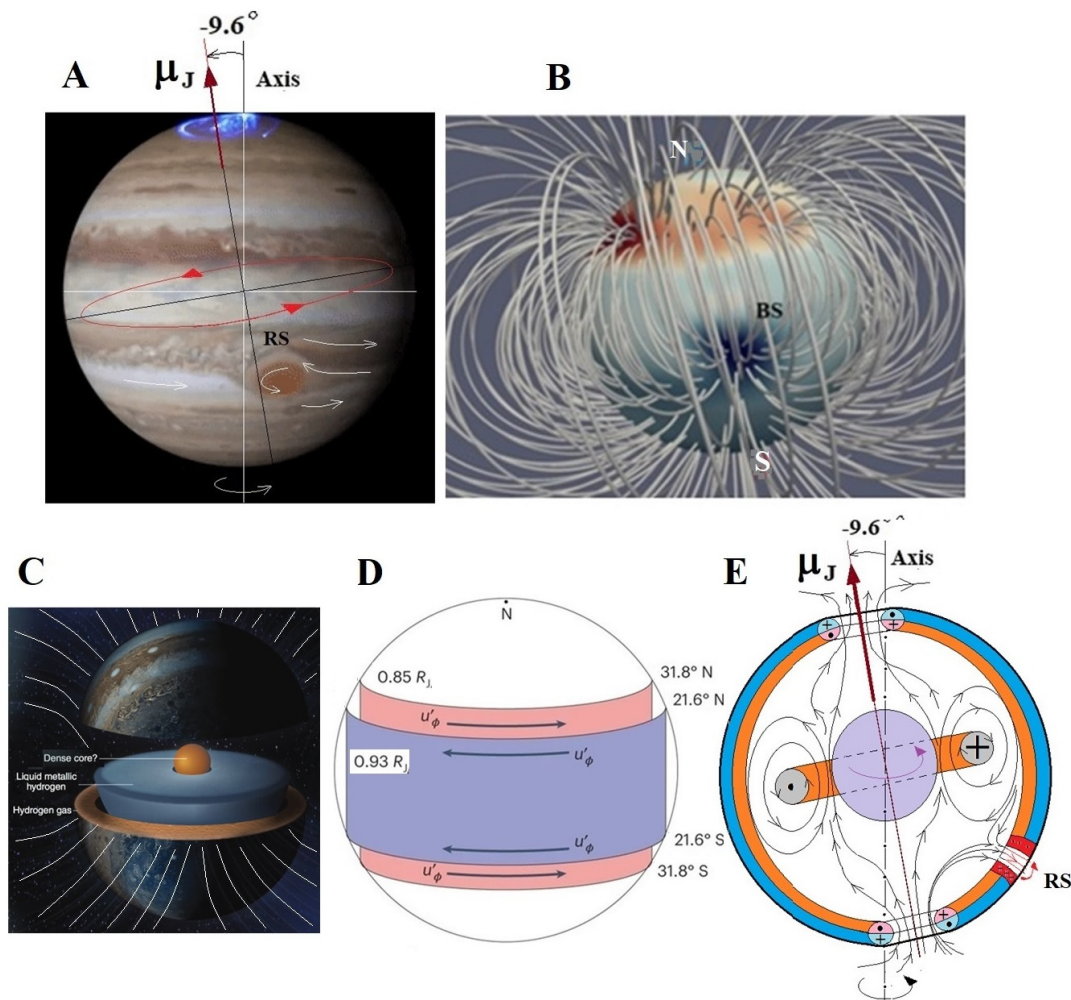 -9.6°
A
μJ
Axis
RS
B
N
BS
S
C
Dense core?
Liquid metallic
hydrogen
Hydrogen gas
D
N
0.85 RJ
31.8° N
21.6° N
u′ϕ
u′ϕ
0.93 RJ
21.6° S
u′ϕ
31.8° S
u′ϕ
-9.6
E
μJ
Axis
+
+
+
RS
+
+